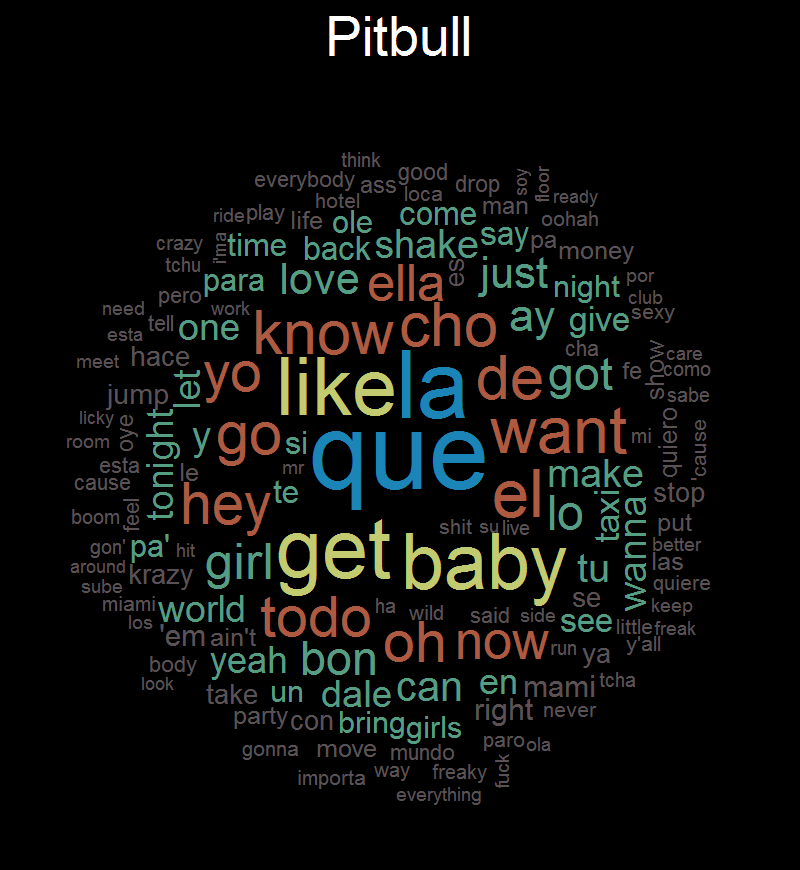 Pitbull
think
everybody ass good drop soy floor
hotel loca ready
ride play life ole come man oohah
i'ma
crazy time back shake say pa money
tchu es
para love ella just night por
pero club
need work
esta tell one know cho ay give sexy
meet hace cha care
yo like la de got fe show como
jump let sabe
licky oye y go si que want mi quiero 'cause
room tonight
esta le mr
cause hey te el make stop
feel lo taxi
boom shit su live put
gon' pa' hit get baby wanna better
around girl tu las
sube krazy quiere
miami world todo ha wild said side se keep
los see little freak
'em ain't oh now run ya y'all
body yeah bon
look can en mami tcha
take un dale right never
party con bring girls
gonna move mundo paro ola
importa way freaky fuck
everything